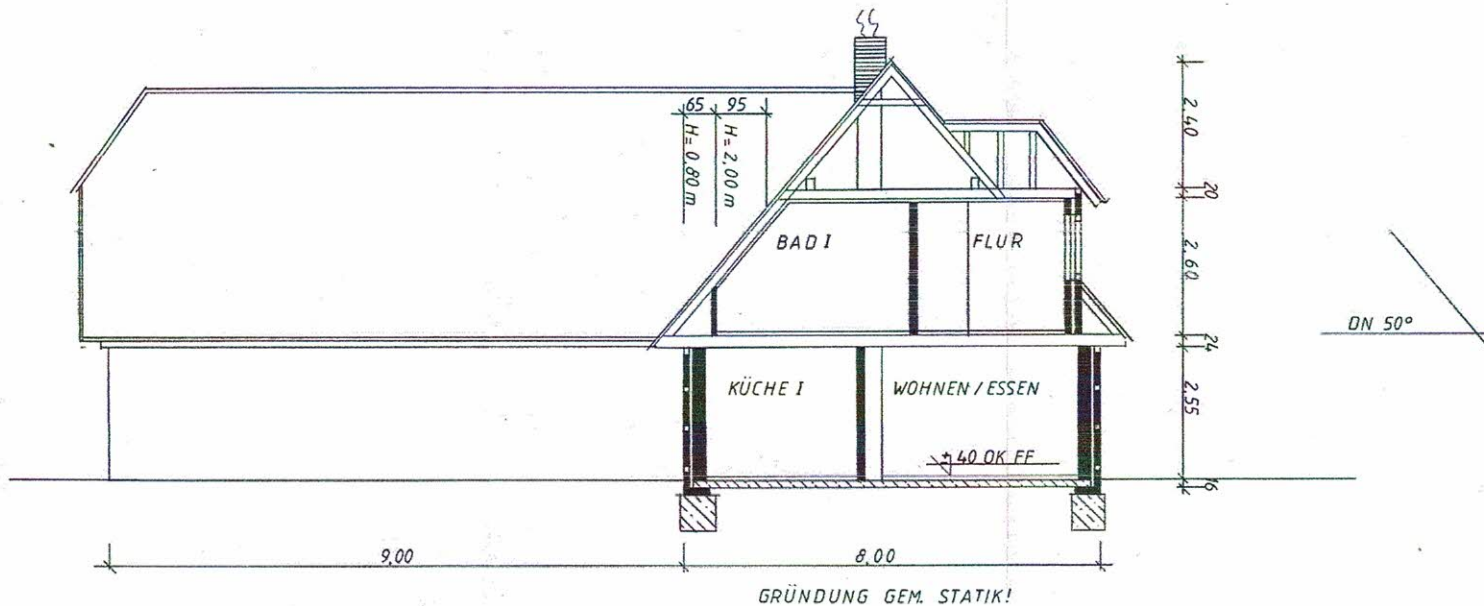 65 95
H= 0,80 m
H= 2,00 m
2.40
20
BAD I FLUR
2.60
DN 50°
24
KÜCHE I WOHNEN / ESSEN
2.55
40 OK FF
16
9,00 8,00
GRÜNDUNG GEM. STATIK!